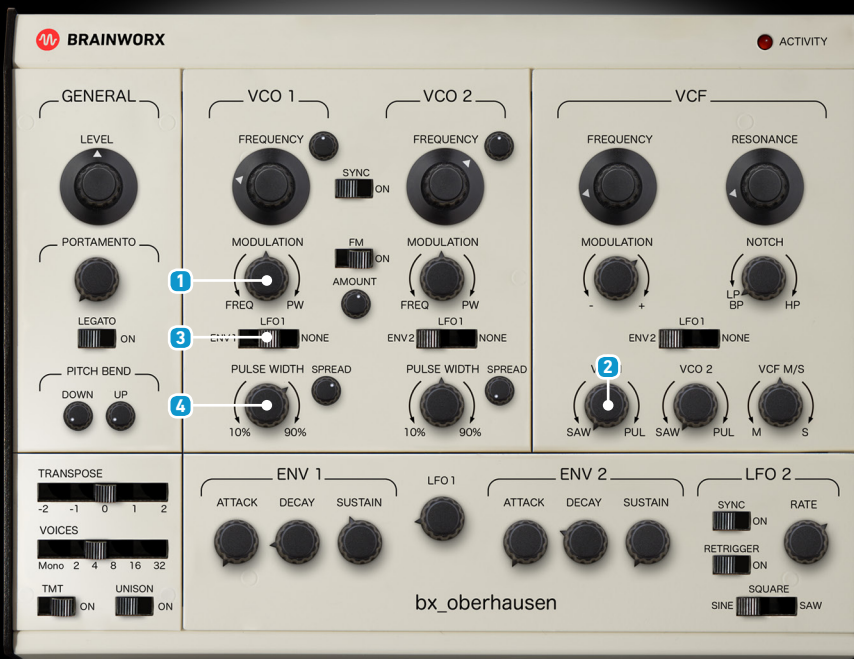 BRAINWORX
ACTIVITY
GENERAL
VCO 1
VCO 2
VCF
LEVEL
FREQUENCY
FREQUENCY
FREQUENCY
RESONANCE
SYNC
ON
PORTAMENTO
MODULATION
FM
MODULATION
MODULATION
NOTCH
ON
1
AMOUNT
LP
BP
HP
FREQ
PW
FREQ
PW
-
+
LEGATO
LFO1
LFO1
LFO1
ON
3
ENV1
NONE
ENV2
NONE
ENV2
NONE
PITCH BEND
PULSE WIDTH
SPREAD
PULSE WIDTH
SPREAD
2
VCO 2
VCF M/S
DOWN
UP
4
10%
90%
10%
90%
SAW
PUL
SAW
PUL
M
S
TRANSPOSE
-2 -1 0 1 2
ENV 1
LFO1
ENV 2
LFO 2
ATTACK
DECAY
SUSTAIN
ATTACK
DECAY
SUSTAIN
SYNC
ON
RATE
VOICES
Mono 2 4 8 16 32
RETRIGGER
ON
TMT
ON
UNISON
ON
SQUARE
SINE
SAW
bx_oberhausen